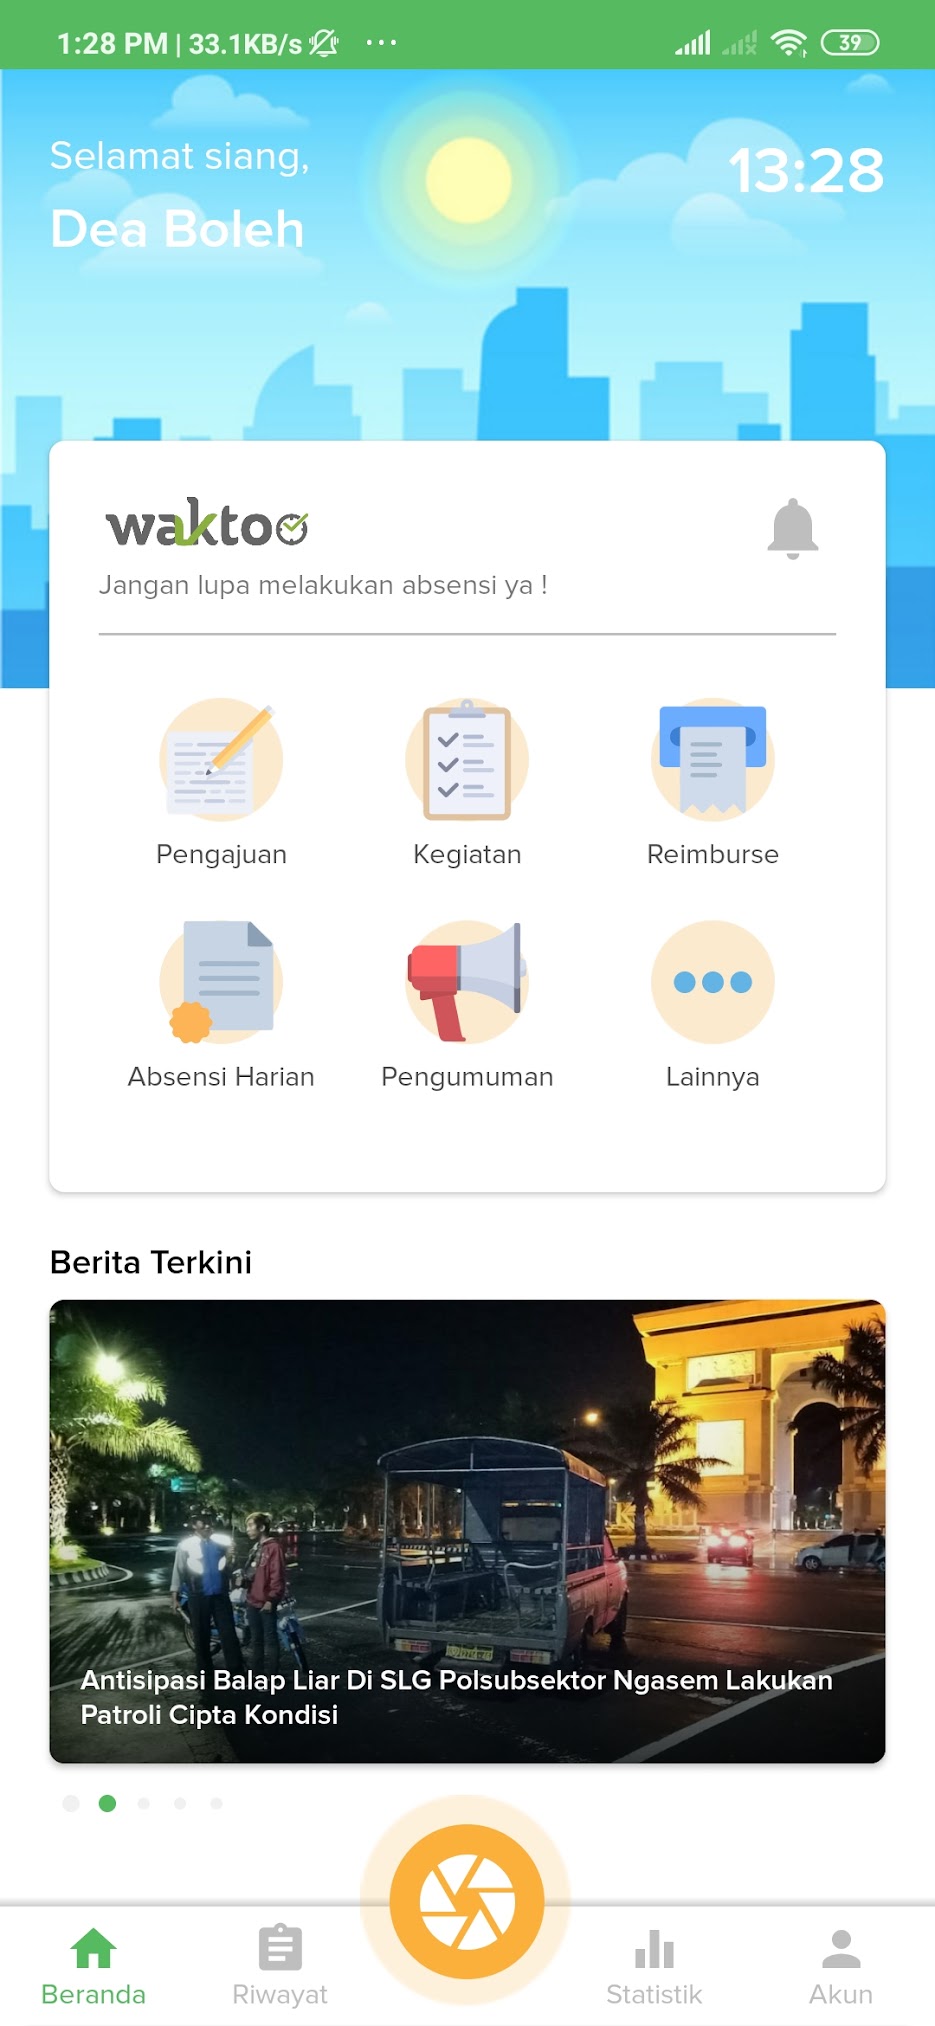 1:28 PM | 33.1KB/s ...
39
Selamat siang,
13:28
Dea Boleh
waktoo
Jangan lupa melakukan absensi ya !
Pengajuan
Kegiatan
Reimburse
Absensi Harian
Pengumuman
Lainnya
Berita Terkini
Antisipasi Balap Liar Di SLG Polsubsektor Ngasem Lakukan
Patroli Cipta Kondisi
Beranda
Riwayat
Statistik
Akun